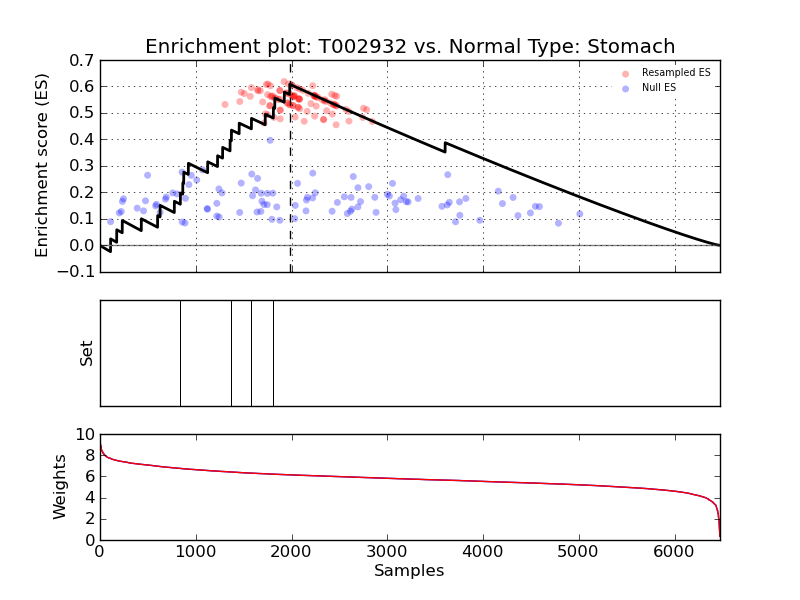 Enrichment plot: T002932 vs. Normal Type: Stomach
Enrichment score (ES)
0.7
0.6
0.5
0.4
0.3
0.2
0.1
0.0
−0.1
Resampled ES
Null ES
Set
Weights
10
8
6
4
2
0
0 1000 2000 3000 4000 5000 6000
Samples